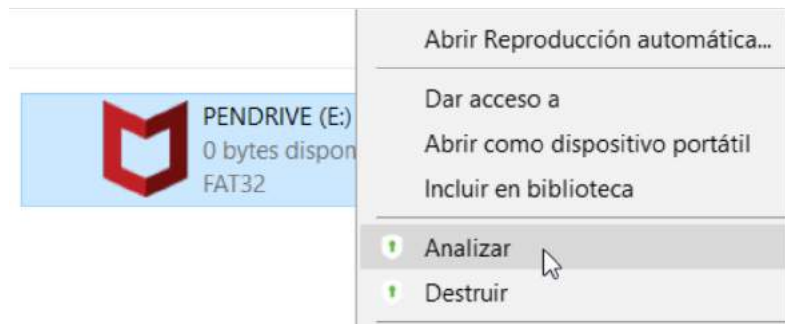 Abrir Reproducción automática...
PENDRIVE (E:)
0 bytes dispon
FAT32
Dar acceso a
Abrir como dispositivo portátil
Incluir en biblioteca
Analizar
Destruir